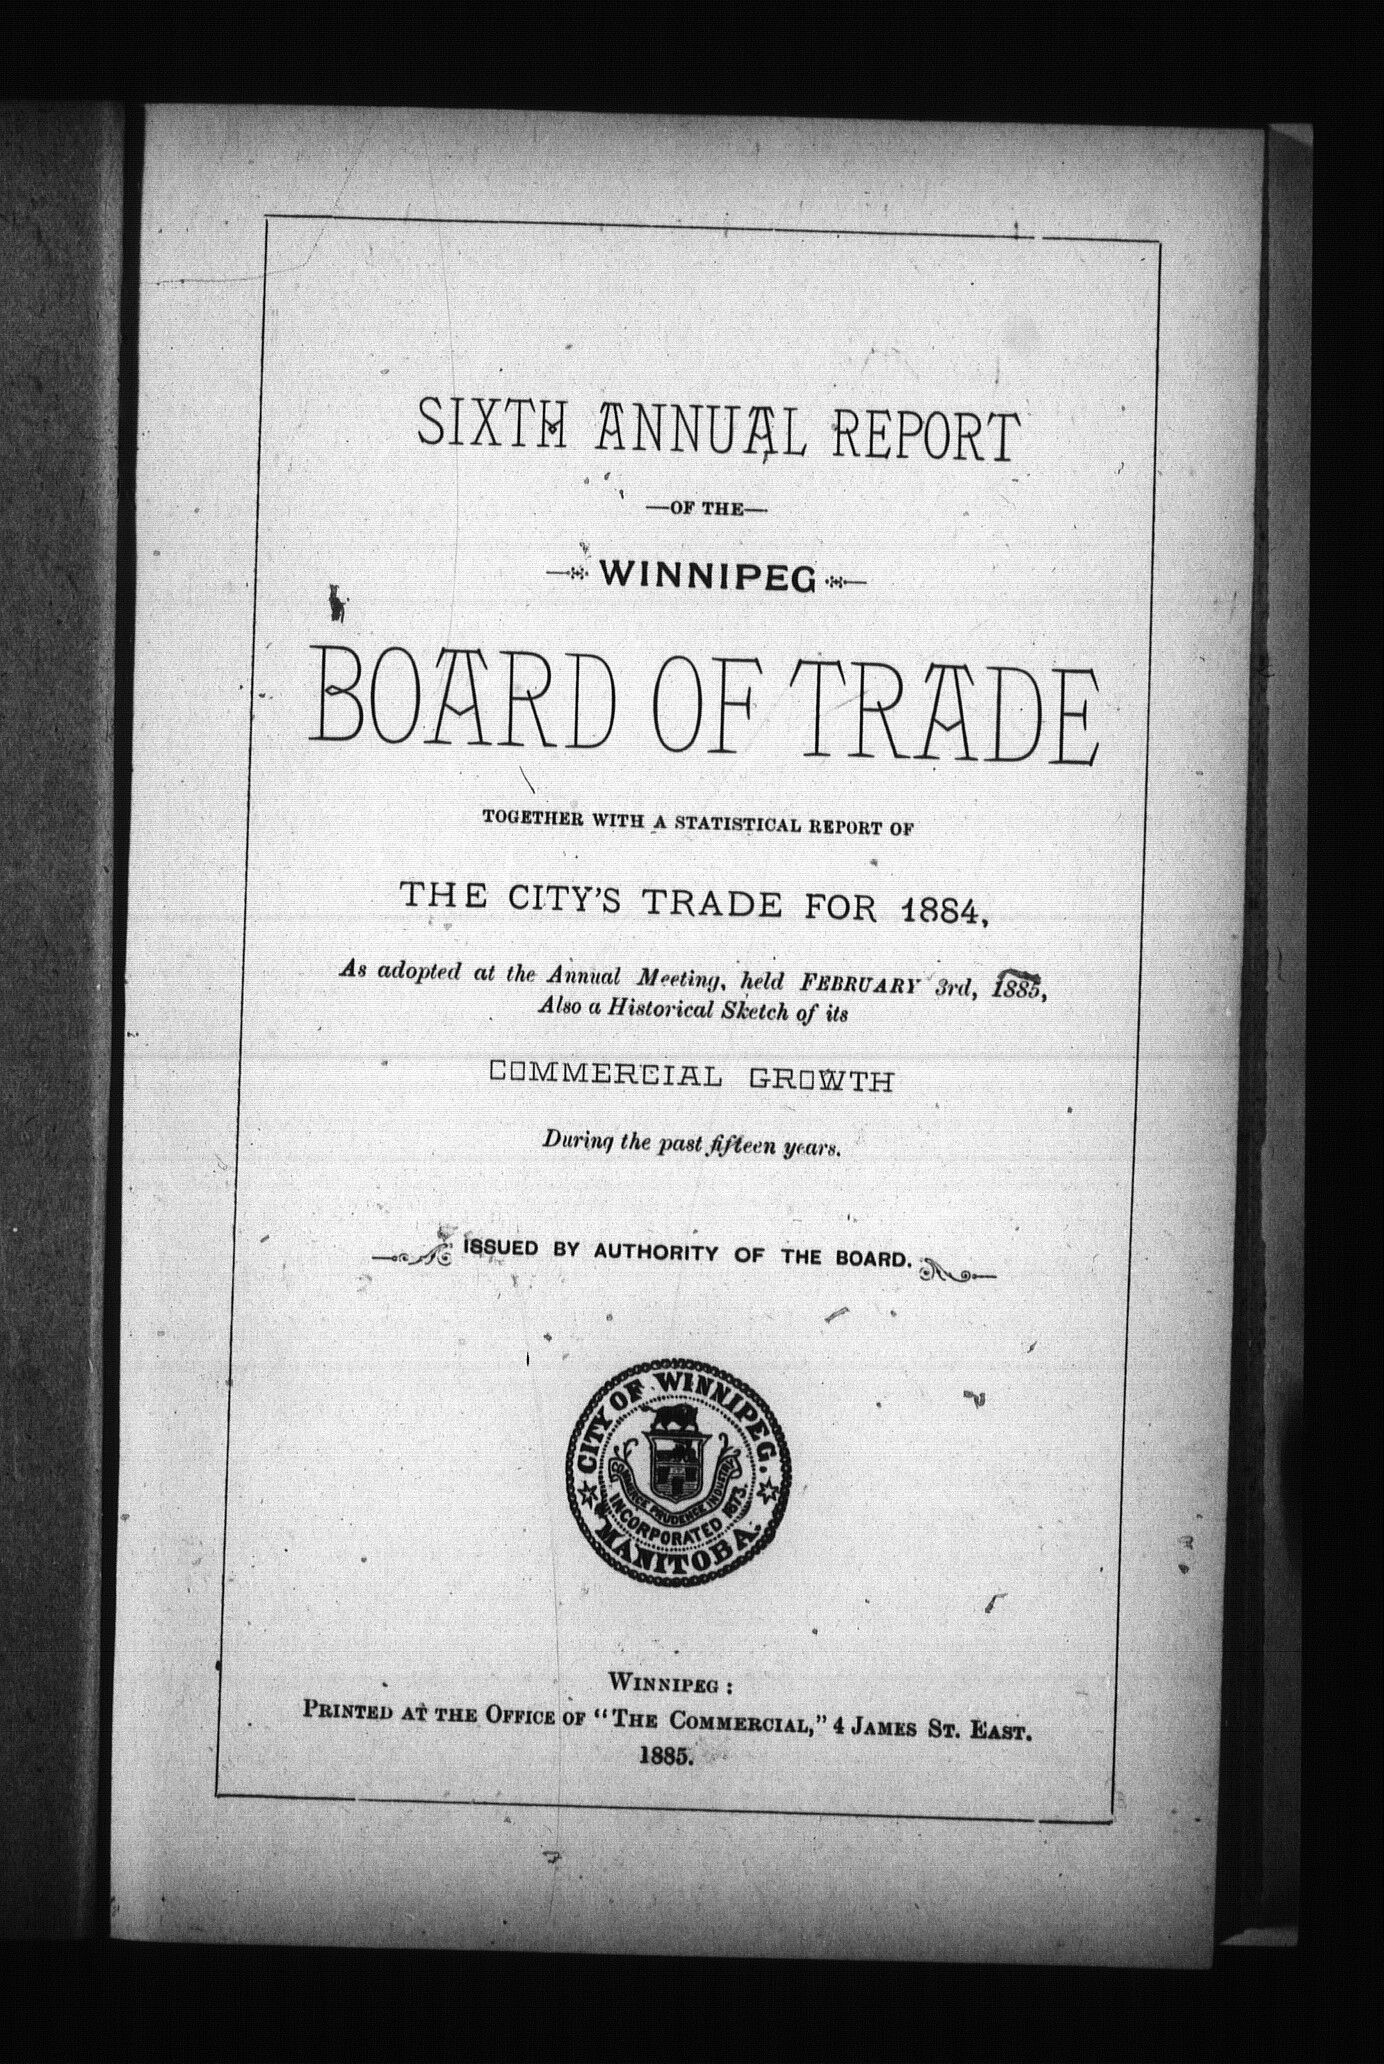 SIXTH ANNUAL REPORT
—OF THE—
WINNIPEG
BOARD OF TRADE
TOGETHER WITH A STATISTICAL REPORT OF
THE CITY'S TRADE FOR 1884,
As adopted at the Annual Meeting, held FEBRUARY 3rd, 1885,
Also a Historical Sketch of its
COMMERCIAL GROWTH
During the past fifteen years.
ISSUED BY AUTHORITY OF THE BOARD.
CITY OF WINNIPEG.
COMMERCE PRUDENCE INDUSTRY
INCORPORATED 1873.
MANITOBA.
WINNIPEG:
PRINTED AT THE OFFICE OF "THE COMMERCIAL," 4 JAMES ST. EAST.
1885.